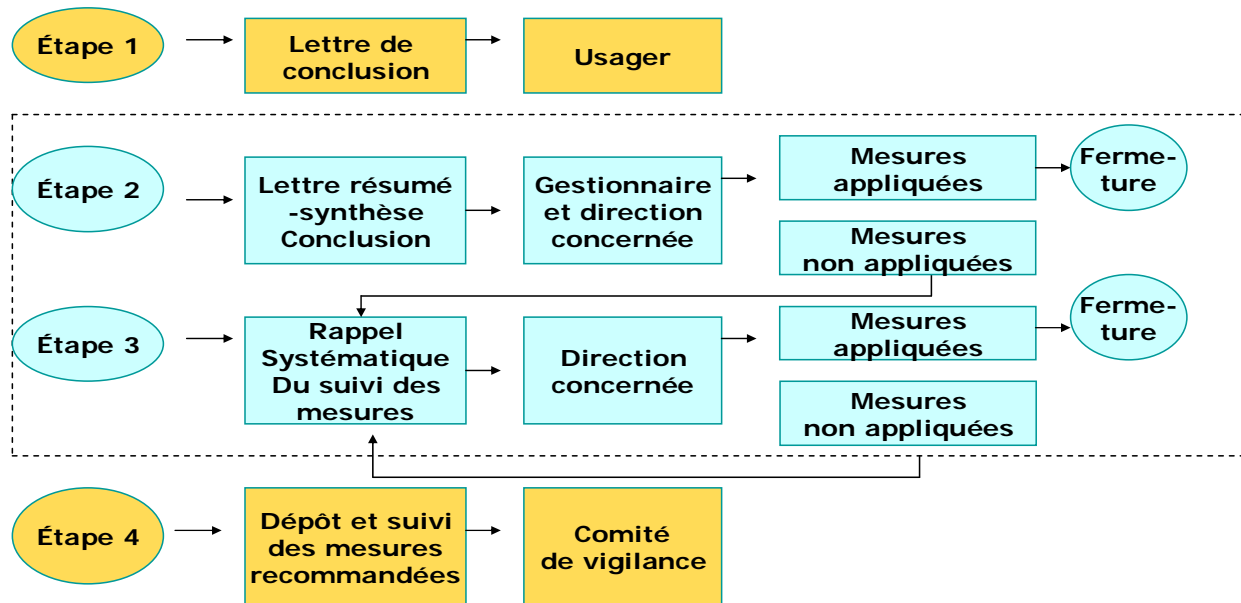 Étape 1
Lettre de
conclusion
Usager
Étape 2
Lettre résumé
-synthèse
Conclusion
Gestionnaire
et direction
concernée
Mesures
appliquées
Ferme-
ture
Mesures
non appliquées
Étape 3
Rappel
Systématique
Du suivi des
mesures
Direction
concernée
Mesures
appliquées
Ferme-
ture
Mesures
non appliquées
Étape 4
Dépôt et suivi
des mesures
recommandées
Comité
de vigilance